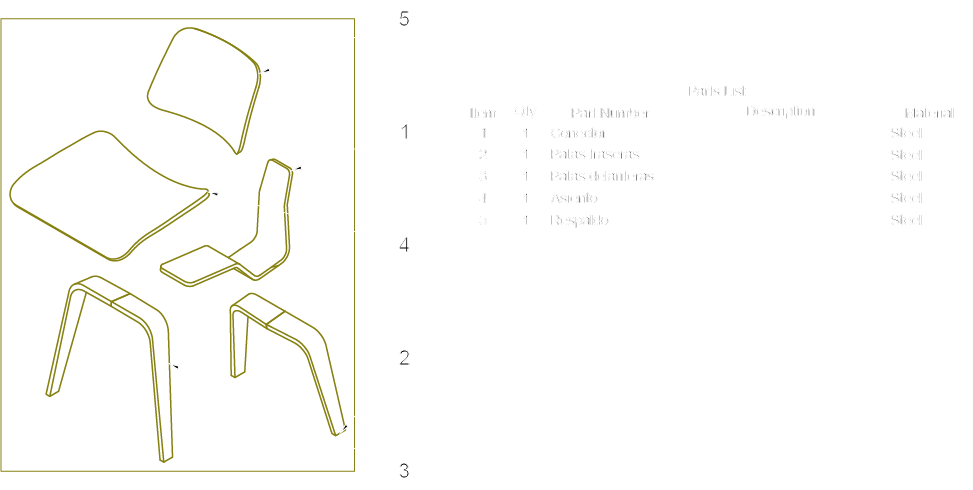 5
Parts List
Item Qty Part Number Description Material
1 1 Conector Steel
2 1 Patas traseras Steel
3 1 Patas delanteras Steel
4 1 Asiento Steel
5 1 Respaldo Steel
1
4
2
3